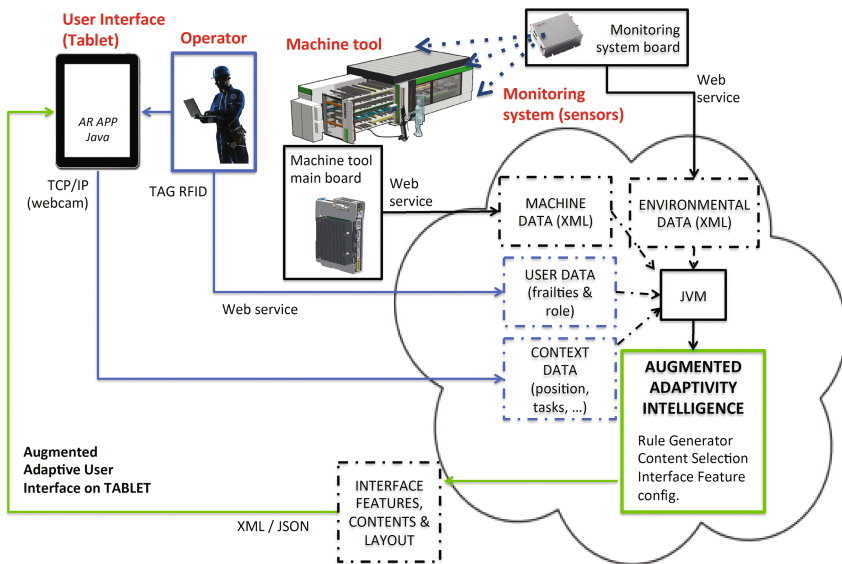 User Interface
(Tablet)
Operator
Machine tool
Monitoring
system board
AR APP
Java
Monitoring
system (sensors)
Web
service
Machine tool
main board
TCP/IP
(webcam)
TAG RFID
Web
service
MACHINE
DATA (XML)
ENVIRONMENTAL
DATA (XML)
USER DATA
(frailties &
role)
JVM
Web service
CONTEXT
DATA
(position,
tasks, ...)
AUGMENTED
ADAPTIVITY
INTELLIGENCE
Rule Generator
Content Selection
Interface Feature
config.
Augmented
Adaptive User
Interface on TABLET
INTERFACE
FEATURES,
CONTENTS &
LAYOUT
XML / JSON